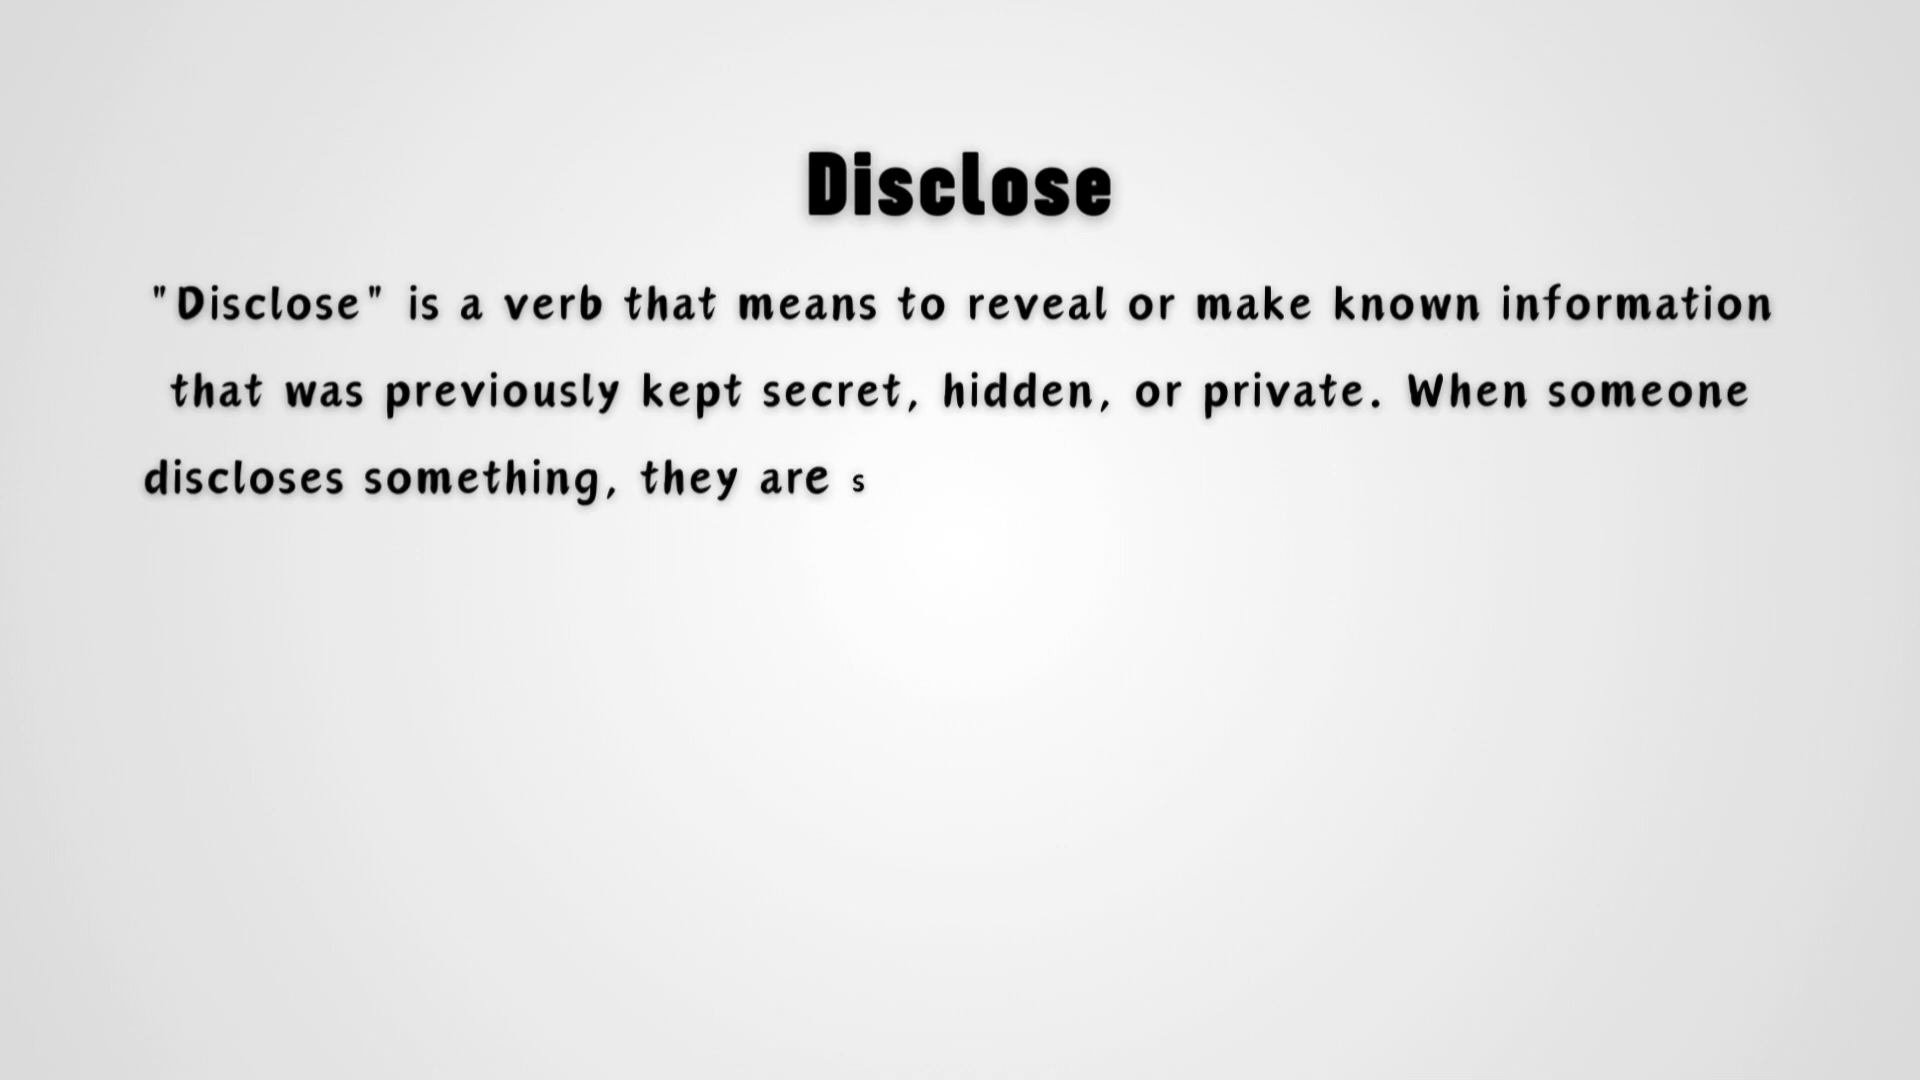 Disclose
"Disclose" is a verb that means to reveal or make known information
that was previously kept secret, hidden, or private. When someone
discloses something, they are s